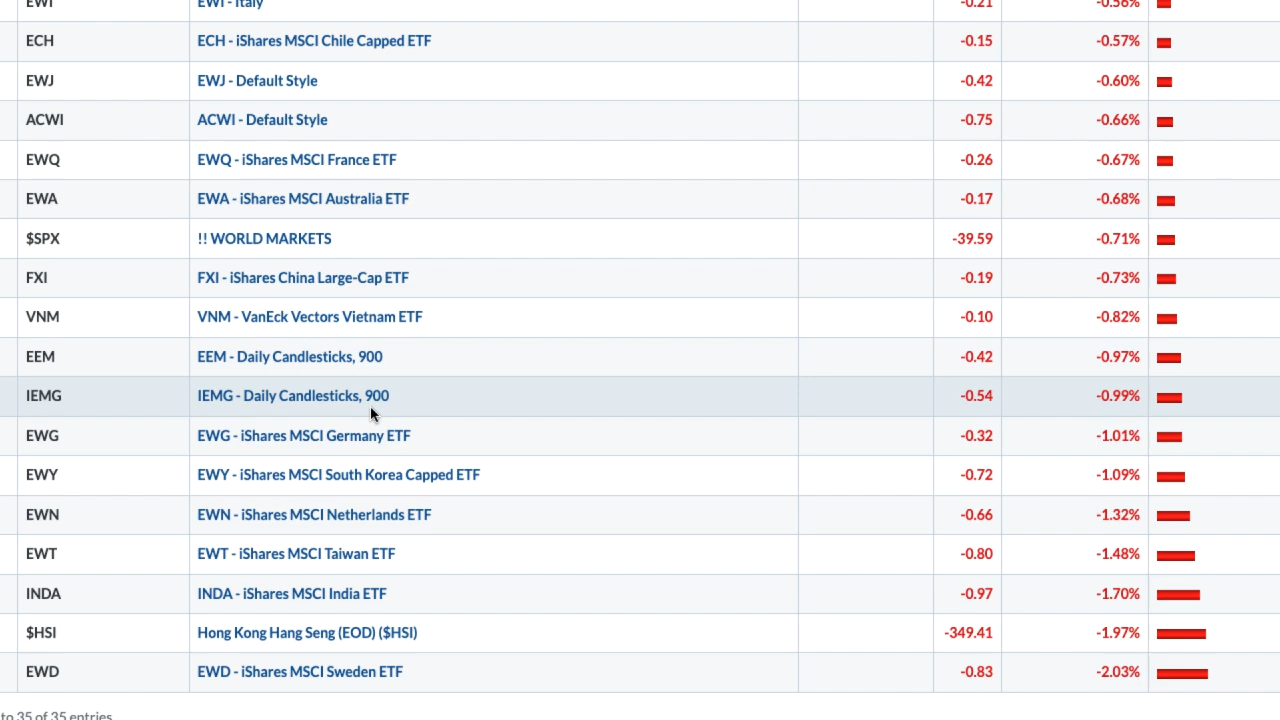 EWI EWI - Italy -0.21 -0.56%
ECH ECH - iShares MSCI Chile Capped ETF -0.15 -0.57%
EWJ EWJ - Default Style -0.42 -0.60%
ACWI ACWI - Default Style -0.75 -0.66%
EWQ EWQ - iShares MSCI France ETF -0.26 -0.67%
EWA EWA - iShares MSCI Australia ETF -0.17 -0.68%
$SPX !! WORLD MARKETS -39.59 -0.71%
FXI FXI - iShares China Large-Cap ETF -0.19 -0.73%
VNM VNM - VanEck Vectors Vietnam ETF -0.10 -0.82%
EEM EEM - Daily Candlesticks, 900 -0.42 -0.97%
IEMG IEMG - Daily Candlesticks, 900 -0.54 -0.99%
EWG EWG - iShares MSCI Germany ETF -0.32 -1.01%
EWY EWY - iShares MSCI South Korea Capped ETF -0.72 -1.09%
EWN EWN - iShares MSCI Netherlands ETF -0.66 -1.32%
EWT EWT - iShares MSCI Taiwan ETF -0.80 -1.48%
INDA INDA - iShares MSCI India ETF -0.97 -1.70%
$HSI Hong Kong Hang Seng (EOD) ($HSI) -349.41 -1.97%
EWD EWD - iShares MSCI Sweden ETF -0.83 -2.03%
to 35 of 35 entries